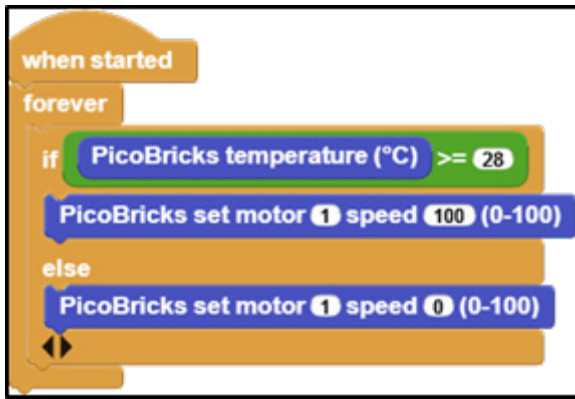 when started
forever
if PicoBricks temperature (°C) >= 28
PicoBricks set motor 1 speed 100 (0-100)
else
PicoBricks set motor 1 speed 0 (0-100)